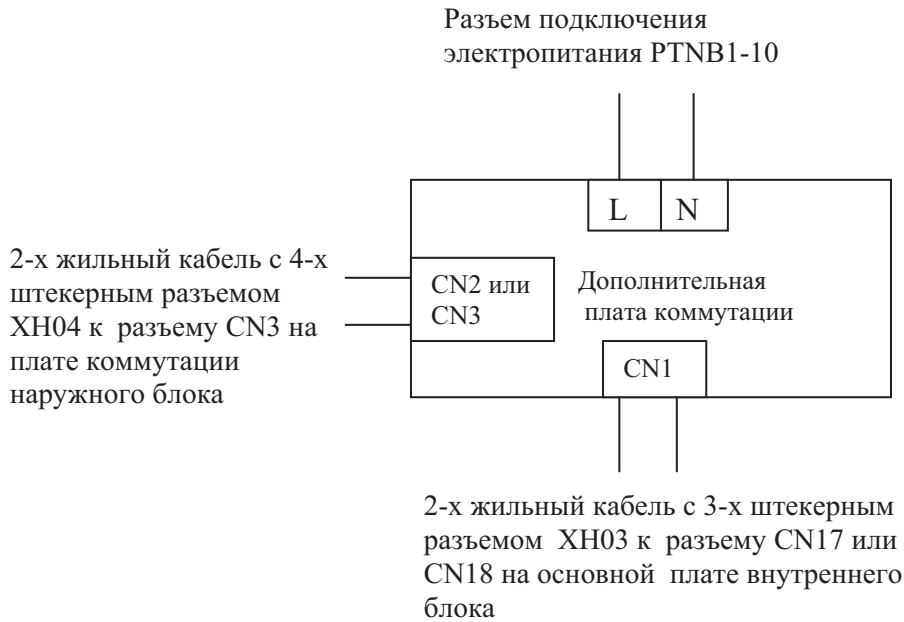 Разъем подключения
электропитания PTNB1-10
L N
2-х жильный кабель с 4-х
штекерным разъемом
XH04 к разъему CN3 на
плате коммутации
наружного блока
CN2 или
CN3
Дополнительная
плата коммутации
CN1
2-х жильный кабель с 3-х штекерным
разъемом XH03 к разъему CN17 или
CN18 на основной плате внутреннего
блока